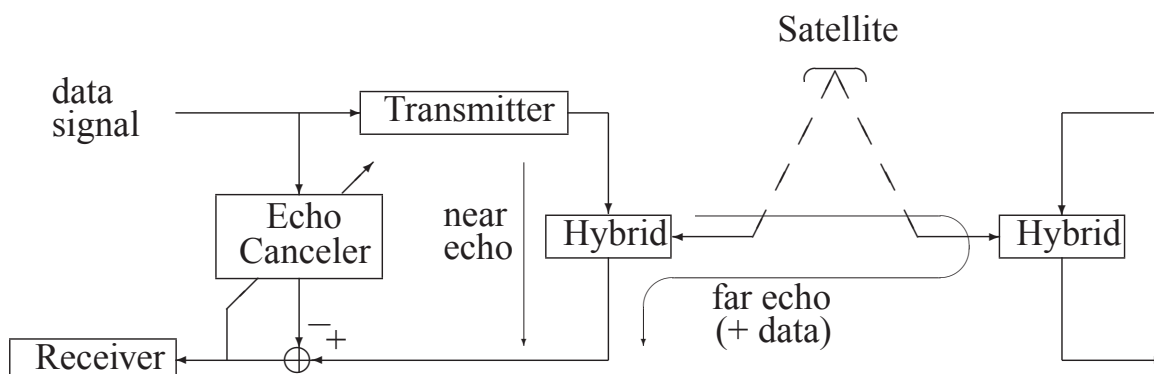 Satellite
data
signal
Transmitter
Echo
Canceler
near
echo
Hybrid
Hybrid
far echo
(+ data)
− +
Receiver